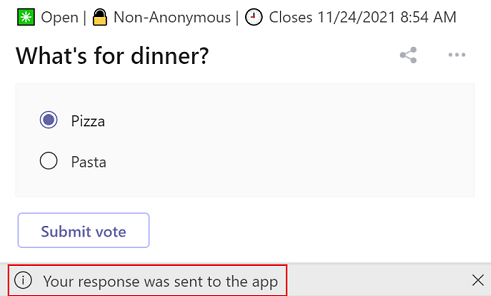 Open | Non-Anonymous | Closes 11/24/2021 8:54 AM
What's for dinner?
Pizza
Pasta
Submit vote
Your response was sent to the app